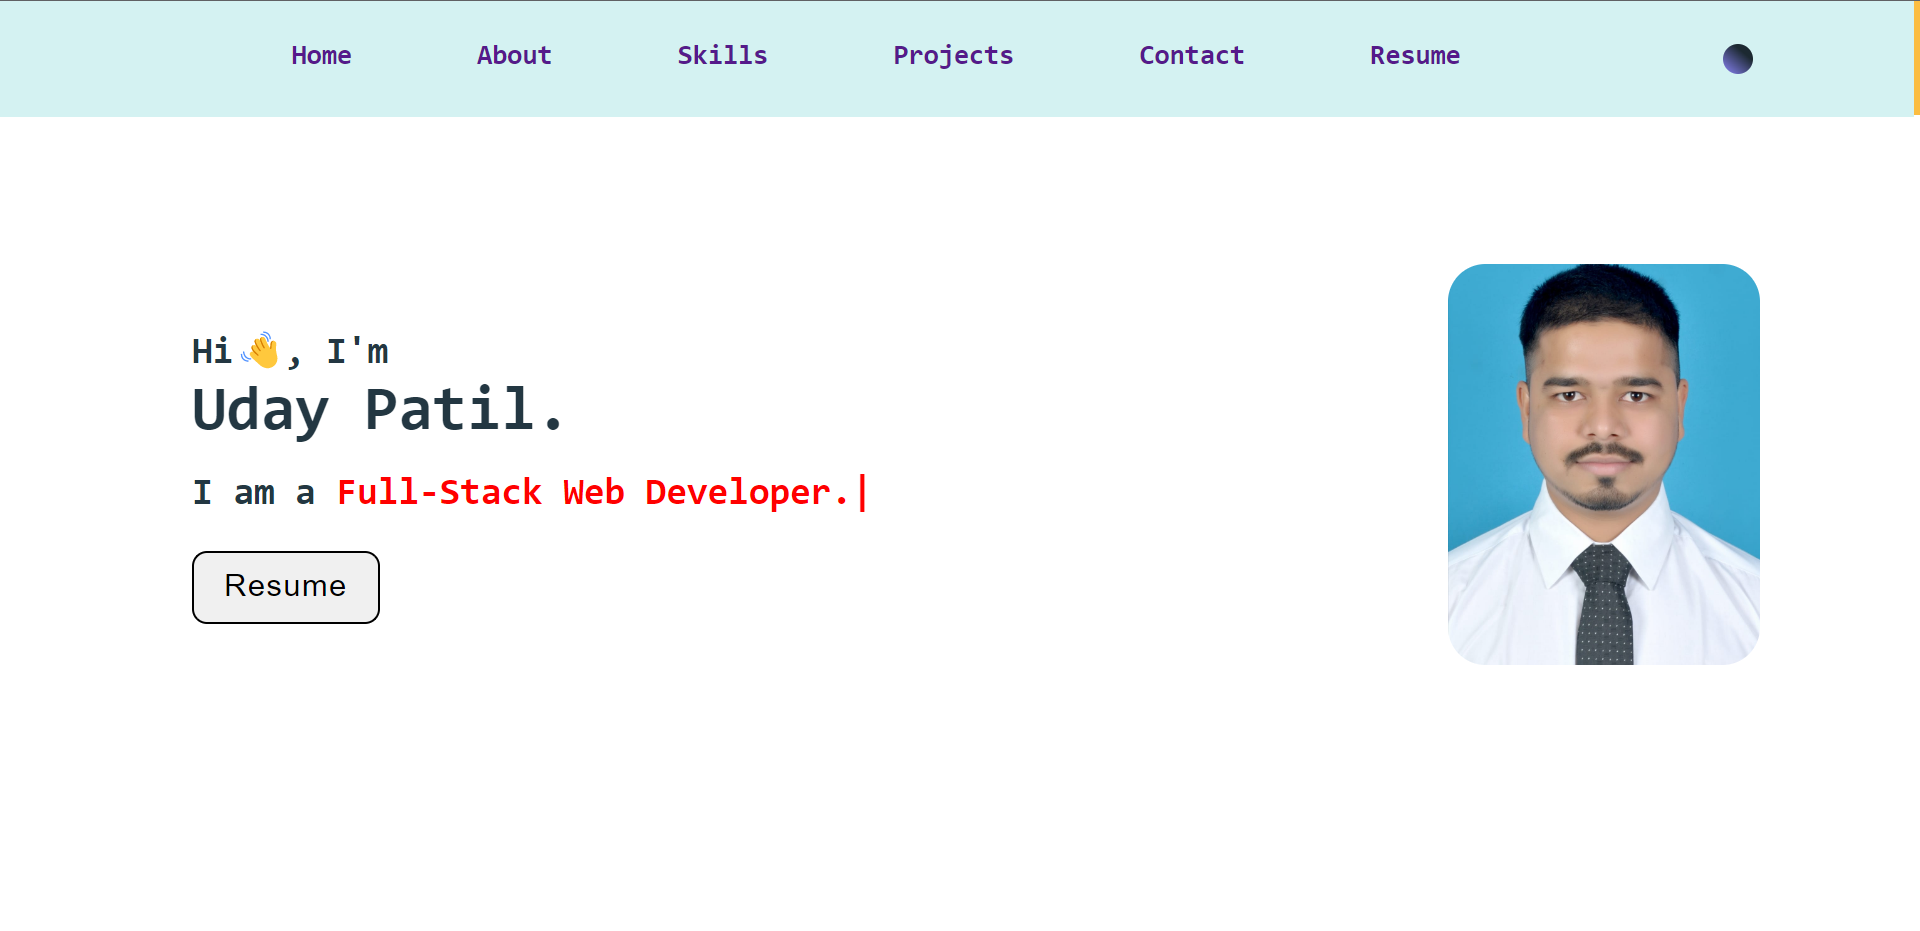 Home About Skills Projects Contact Resume
Hi👋, I'm
Uday Patil.
I am a Full-Stack Web Developer.|
Resume